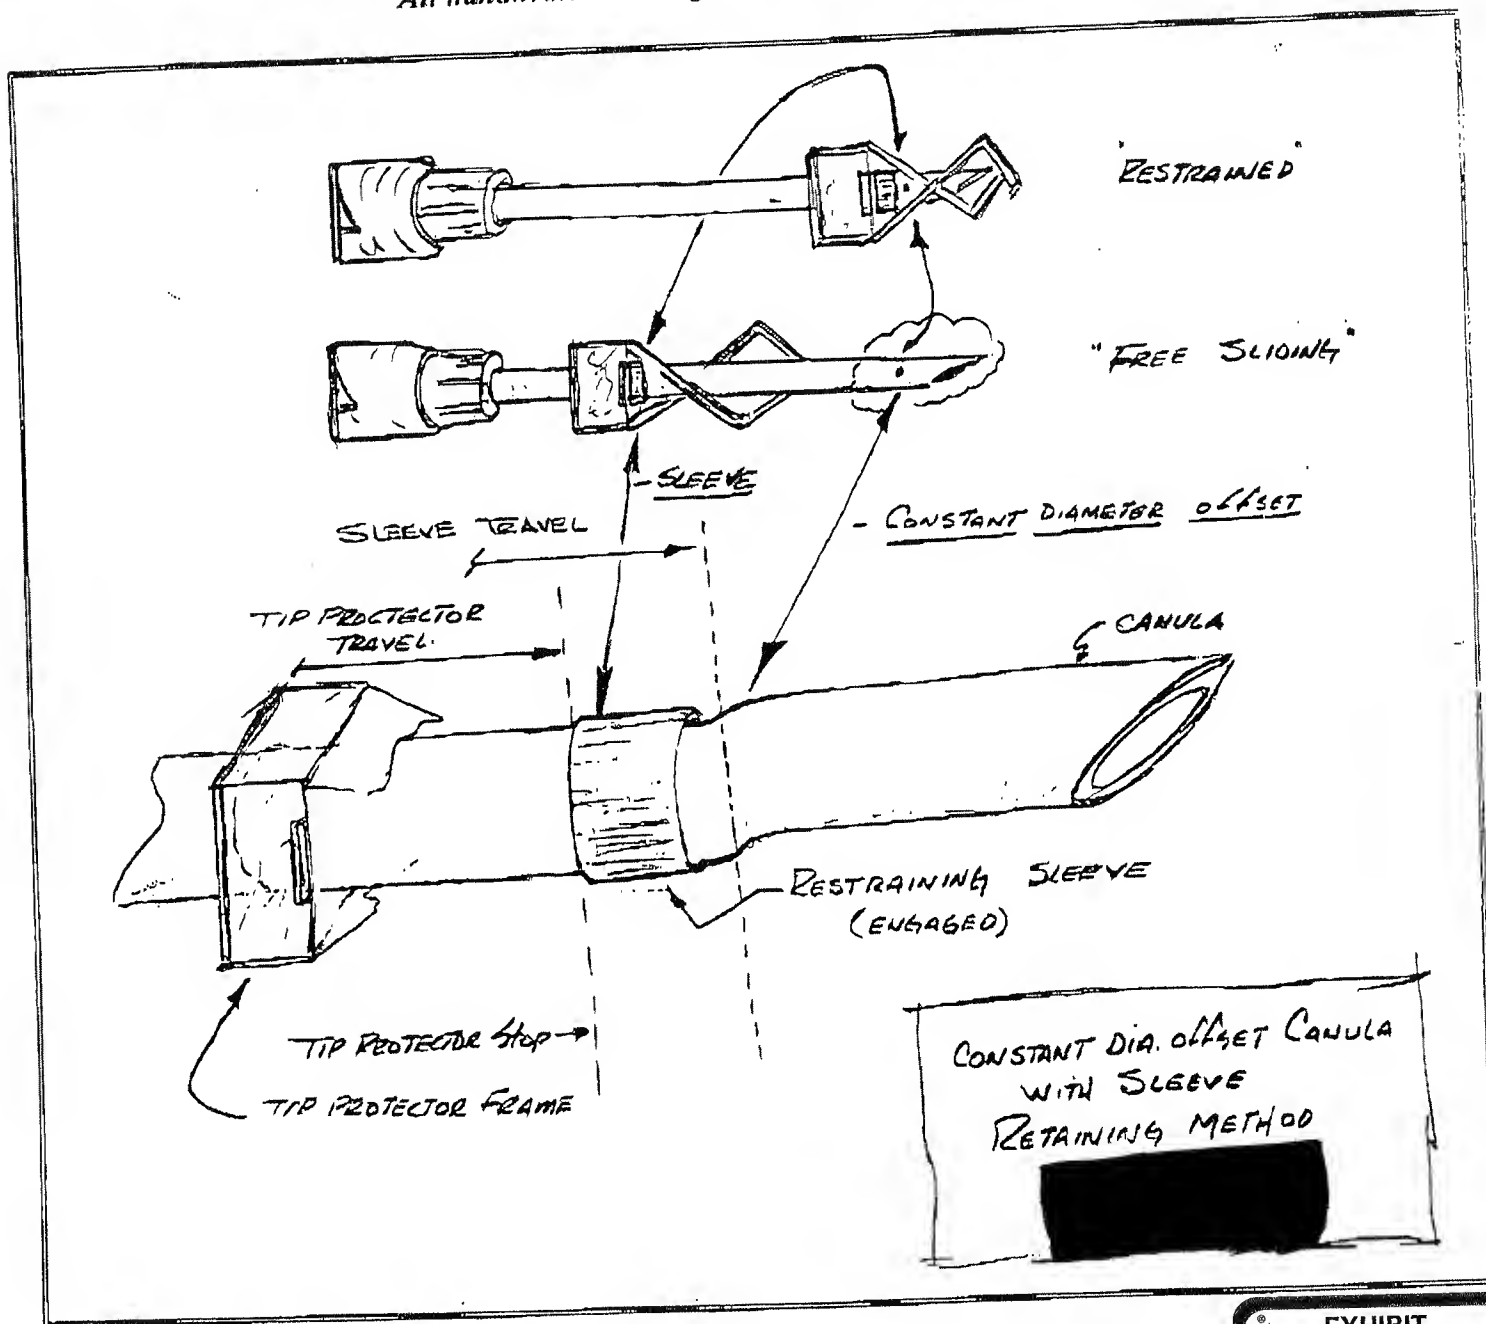 "RESTRAINED"
"FREE SLIDING"
- SLEEVE
SLEEVE TRAVEL
- CONSTANT DIAMETER OFFSET
TIP PROCTECTOR
TRAVEL.
CANULA
RESTRAINING SLEEVE
(ENGAGED)
TIP PROTECTOR STOP
TIP PROTECTOR FRAME
CONSTANT DIA. OFFSET CANULA
WITH SLEEVE
RETAINING METHOD
EXHIBIT